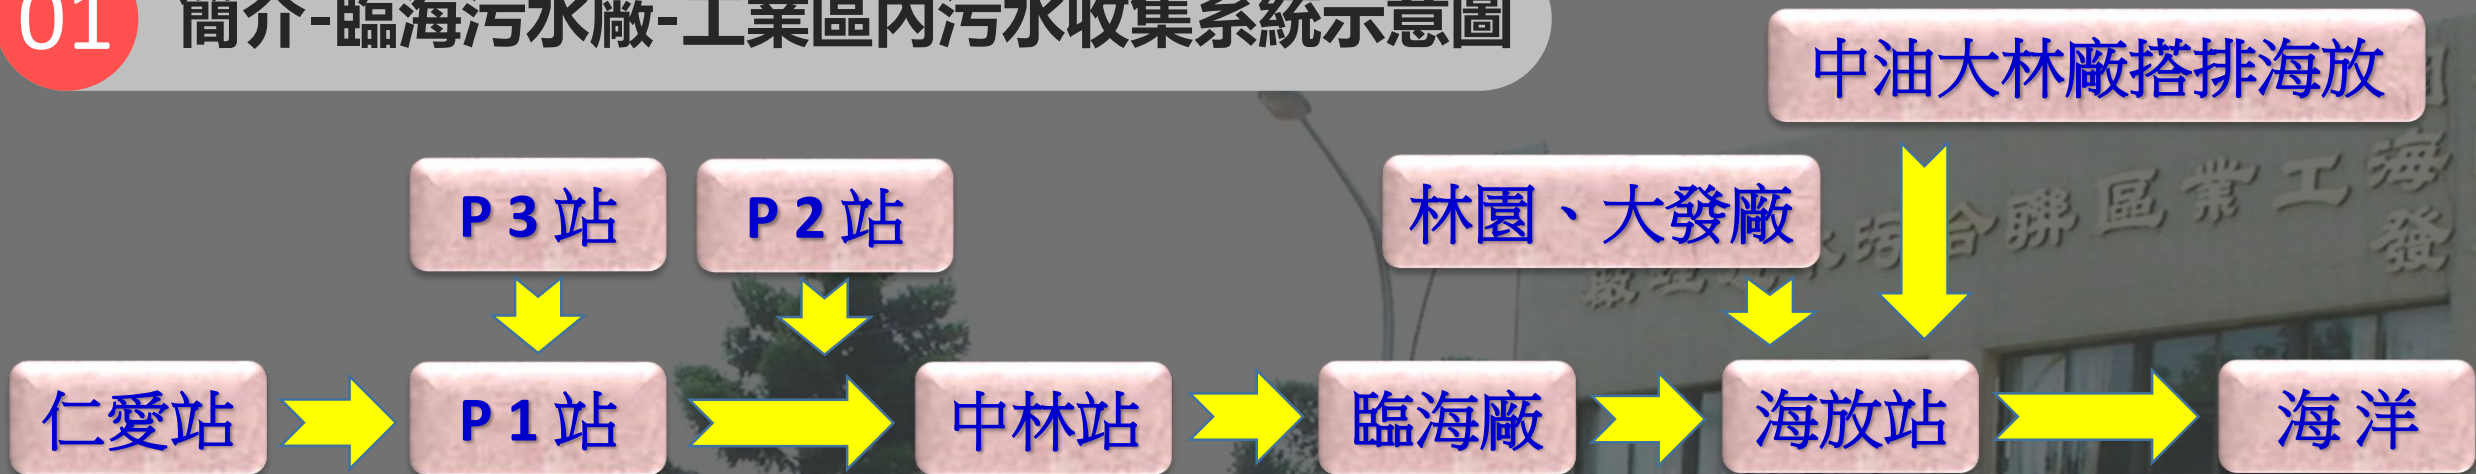 01
簡介-臨海污水廠-工業區內污水收集系統示意圖
中油大林廠搭排海放
P 3 站
P 2 站
林園、大發廠
仁愛站
P 1 站
中林站
臨海廠
海放站
海 洋